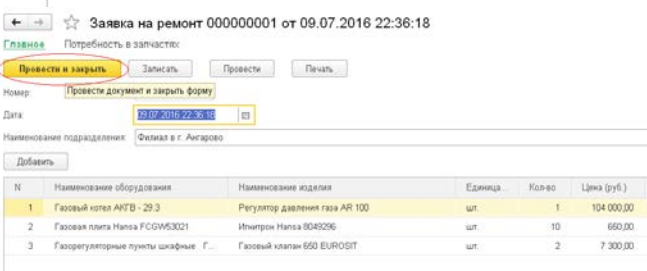 Заявка на ремонт 000000001 от 09.07.2016 22:36:18
Главное Потребность в запчастях
Провести и закрыть Записать Провести Печать
Номер: Провести документ и закрыть форму
Дата: 09.07.2016 22:36:18
Наименование подразделения: Филиал в г. Ангарово
Добавить
N Наименование оборудования Наименование изделия Единица... Кол-во Цена (руб.)
1 Газовый котел АКГВ - 29.3 Регулятор давления газа AR 100 шт. 1 104 000,00
2 Газовая плита Hansa FCGW53021 Игнитрон Hansa 8049296 шт. 10 660,00
3 Газорегуляторные пункты шкафные Г... Газовый клапан 650 EUROSIT шт. 2 7 300,00